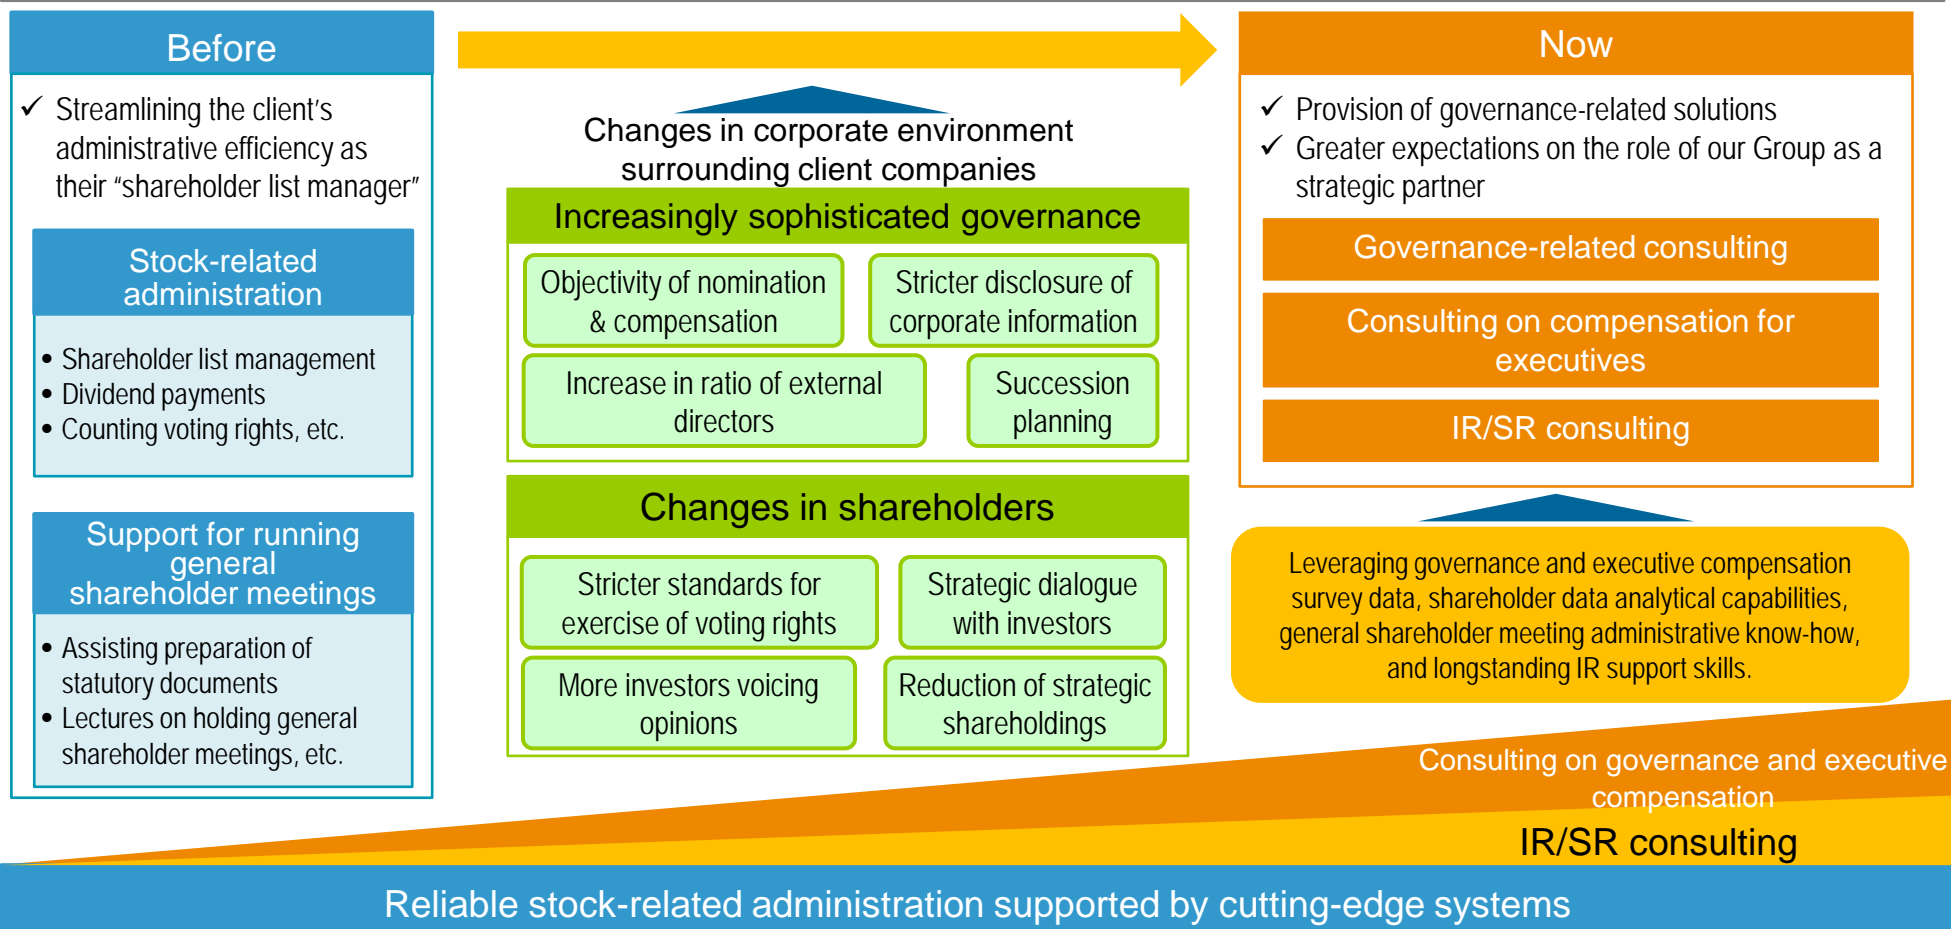 Before
✓ Streamlining the client's
administrative efficiency as
their “shareholder list manager”
Stock-related
administration
• Shareholder list management
• Dividend payments
• Counting voting rights, etc.
Support for running
general
shareholder meetings
• Assisting preparation of
statutory documents
• Lectures on holding general
shareholder meetings, etc.
Changes in corporate environment
surrounding client companies
Increasingly sophisticated governance
Objectivity of nomination
& compensation
Stricter disclosure of
corporate information
Increase in ratio of external
directors
Succession
planning
Changes in shareholders
Stricter standards for
exercise of voting rights
Strategic dialogue
with investors
More investors voicing
opinions
Reduction of strategic
shareholdings
Now
✓ Provision of governance-related solutions
✓ Greater expectations on the role of our Group as a
strategic partner
Governance-related consulting
Consulting on compensation for
executives
IR/SR consulting
Leveraging governance and executive compensation
survey data, shareholder data analytical capabilities,
general shareholder meeting administrative know-how,
and longstanding IR support skills.
Consulting on governance and executive
compensation
IR/SR consulting
Reliable stock-related administration supported by cutting-edge systems